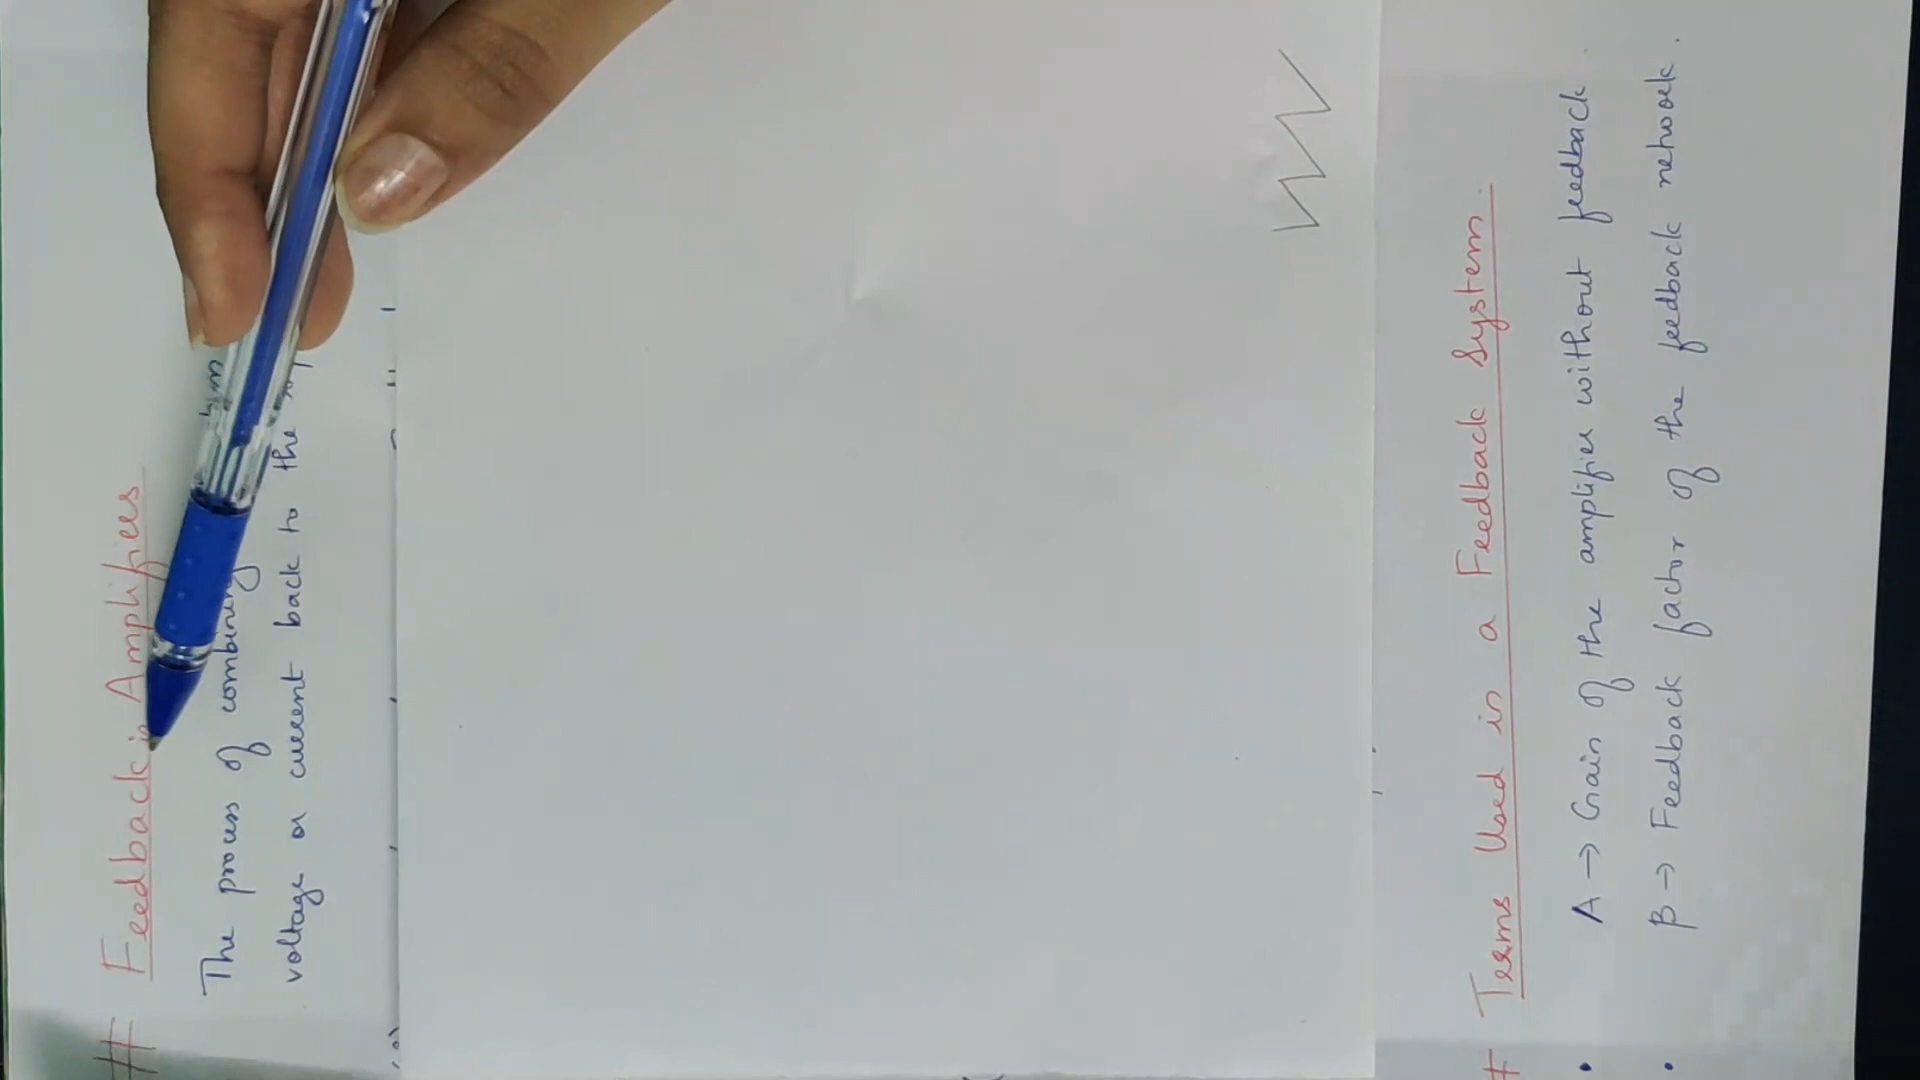 # Feedback in Amplifiers
The process of combining
voltage or current back to the
# Terms Used in a Feedback System.
• A → Gain of the amplifier without feedback
• β → Feedback factor of the feedback network.